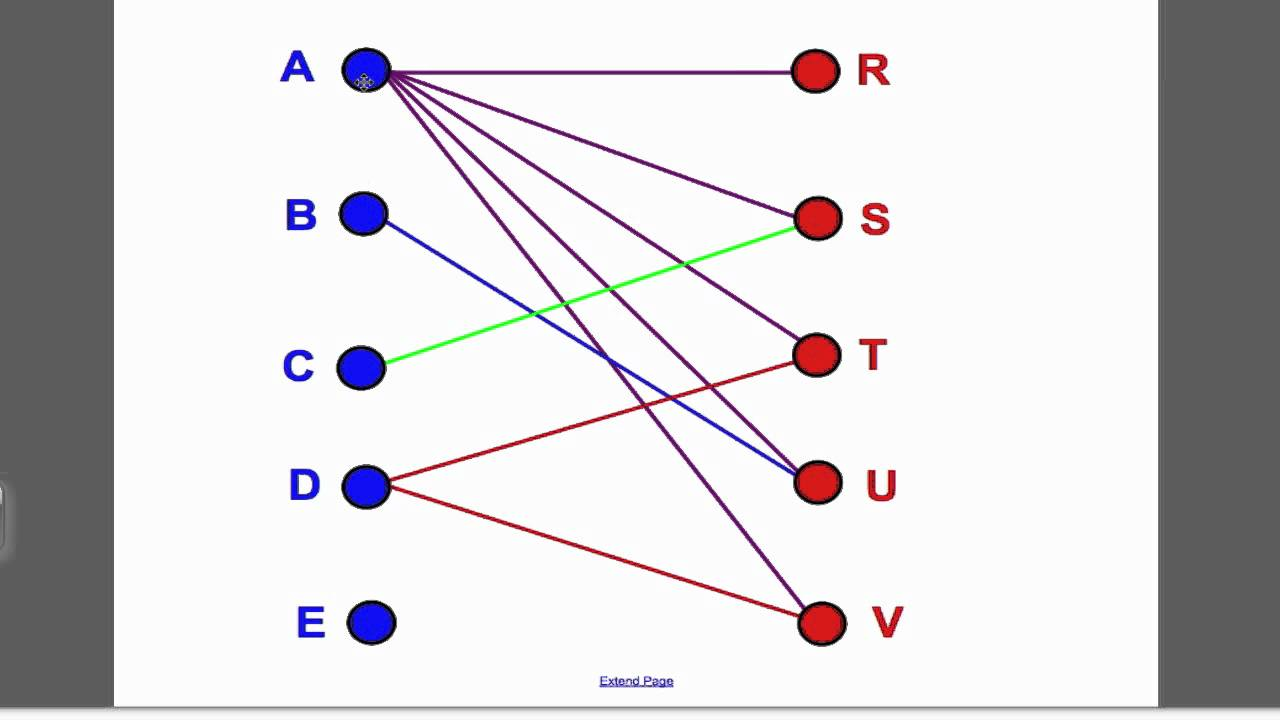 A R
B S
C T
D U
E V
Extend Page